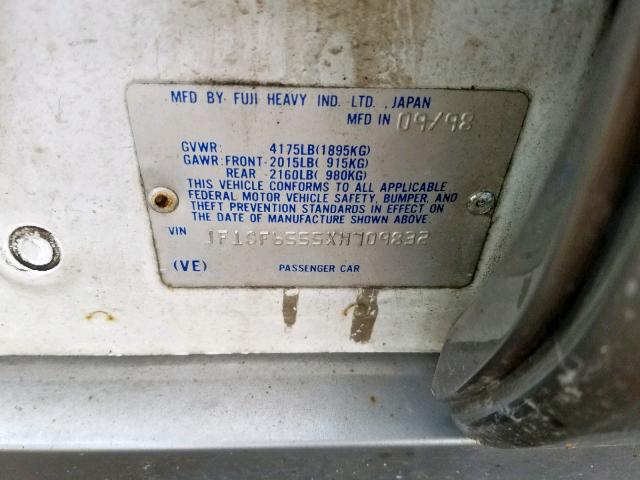 MFD BY FUJI HEAVY IND. LTD. , JAPAN
MFD IN 09/98
GVWR: 4175LB(1895KG)
GAWR:FRONT-2015LB( 915KG)
REAR -2160LB( 980KG)
THIS VEHICLE CONFORMS TO ALL APPLICABLE
FEDERAL MOTOR VEHICLE SAFETY, BUMPER, AND
THEFT PREVENTION STANDARDS IN EFFECT ON
THE DATE OF MANUFACTURE SHOWN ABOVE.
VIN JF1SF6555XH709832
(VE) PASSENGER CAR